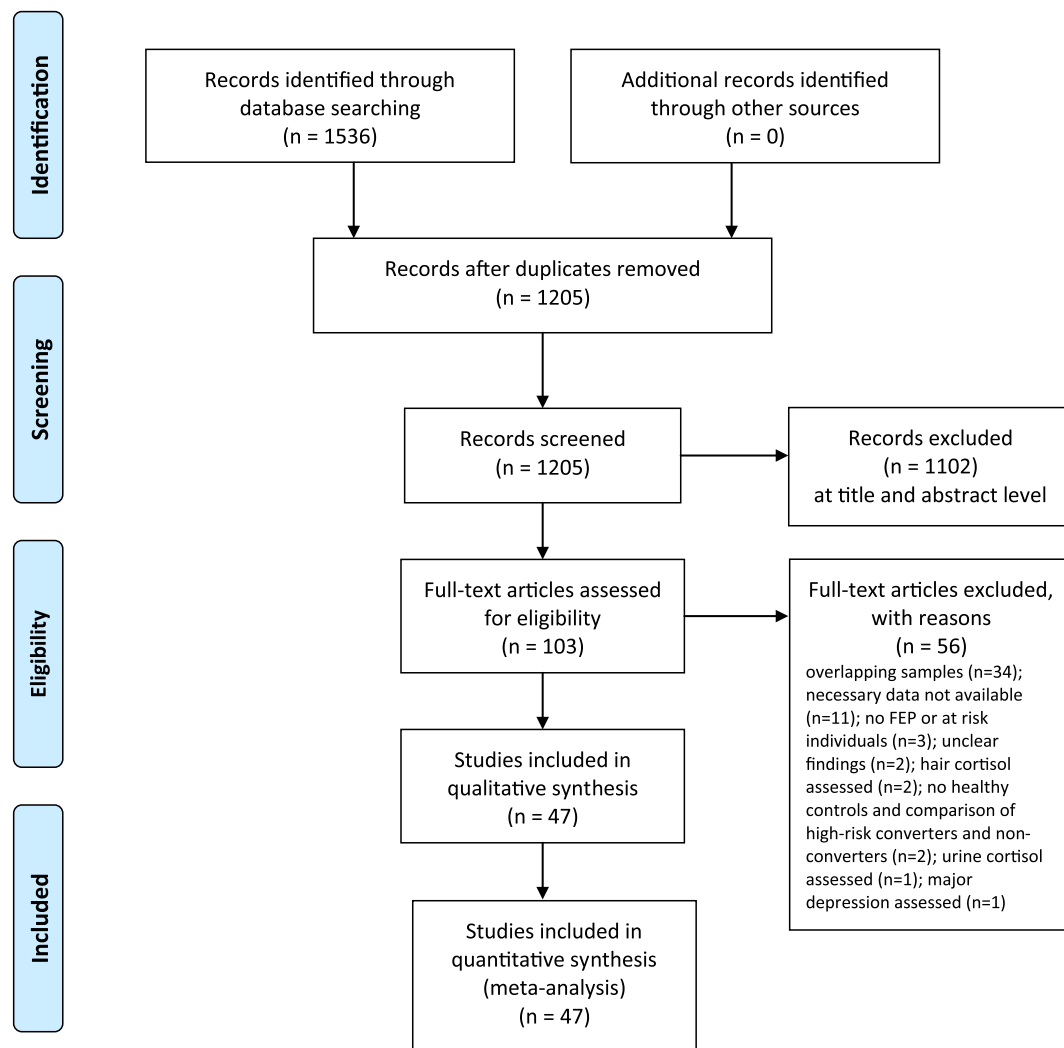 Identification
Records identified through
database searching
(n = 1536)
Additional records identified
through other sources
(n = 0)
Records after duplicates removed
(n = 1205)
Screening
Records screened
(n = 1205)
Records excluded
(n = 1102)
at title and abstract level
Eligibility
Full-text articles assessed
for eligibility
(n = 103)
Full-text articles excluded,
with reasons
(n = 56)
overlapping samples (n=34);
necessary data not available
(n=11); no FEP or at risk
individuals (n=3); unclear
findings (n=2); hair cortisol
assessed (n=2); no healthy
controls and comparison of
high-risk converters and non-
converters (n=2); urine cortisol
assessed (n=1); major
depression assessed (n=1)
Studies included in
qualitative synthesis
(n = 47)
Included
Studies included in
quantitative synthesis
(meta-analysis)
(n = 47)